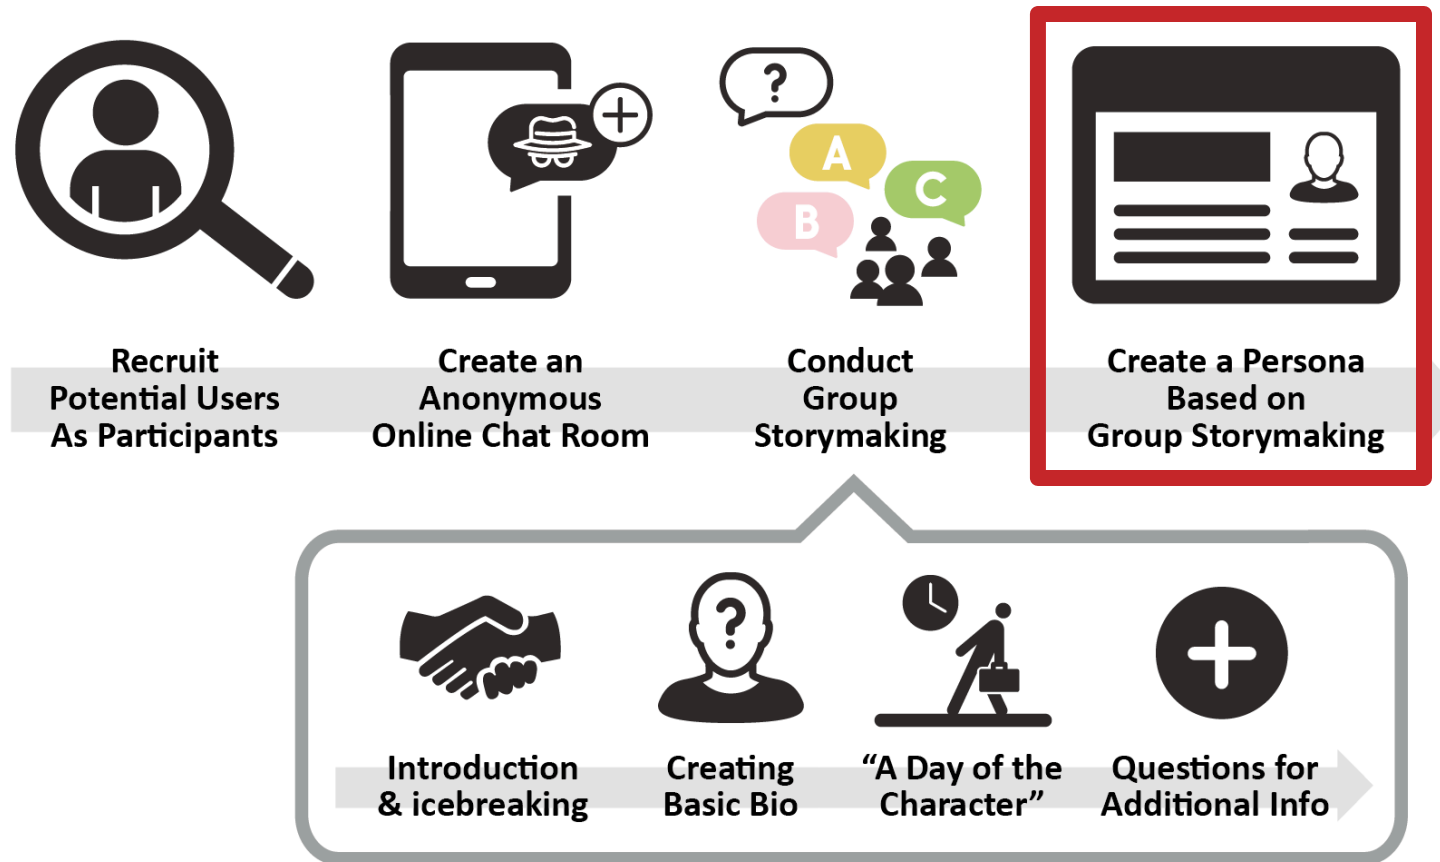 ?
A
B
C
Recruit
Potential Users
As Participants
Create an
Anonymous
Online Chat Room
Conduct
Group
Storymaking
Create a Persona
Based on
Group Storymaking
?
Introduction
& icebreaking
Creating
Basic Bio
“A Day of the
Character”
Questions for
Additional Info